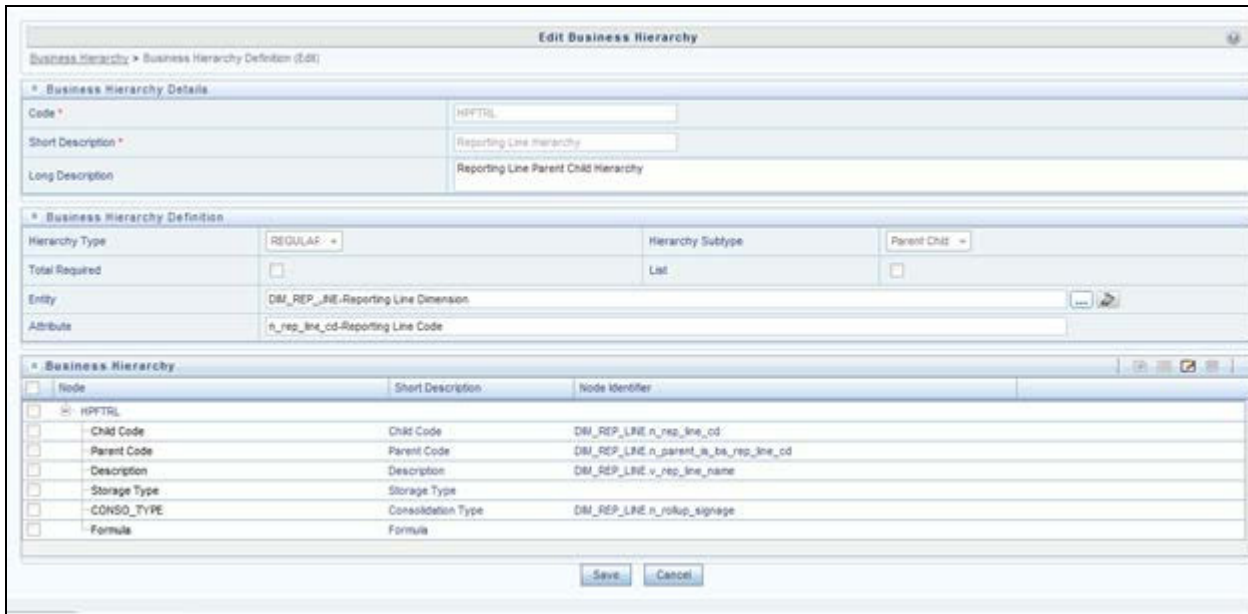 Edit Business Hierarchy
Business Hierarchy > Business Hierarchy Definition (Edit)
Business Hierarchy Details
Code * HPFTRL
Short Description * Reporting Line Hierarchy
Long Description Reporting Line Parent Child Hierarchy
Business Hierarchy Definition
Hierarchy Type REGULAR Hierarchy Subtype Parent Child
Total Required List
Entity DIM_REP_LINE-Reporting Line Dimension ...
Attribute n_rep_line_cd-Reporting Line Code
Business Hierarchy
Node Short Description Node Identifier
HPFTRL
Child Code Child Code DIM_REP_LINE.n_rep_line_cd
Parent Code Parent Code DIM_REP_LINE.n_parent_is_bs_rep_line_cd
Description Description DIM_REP_LINE.v_rep_line_name
Storage Type Storage Type
CONSO_TYPE Consolidation Type DIM_REP_LINE.n_rollup_signage
Formula Formula
Save Cancel